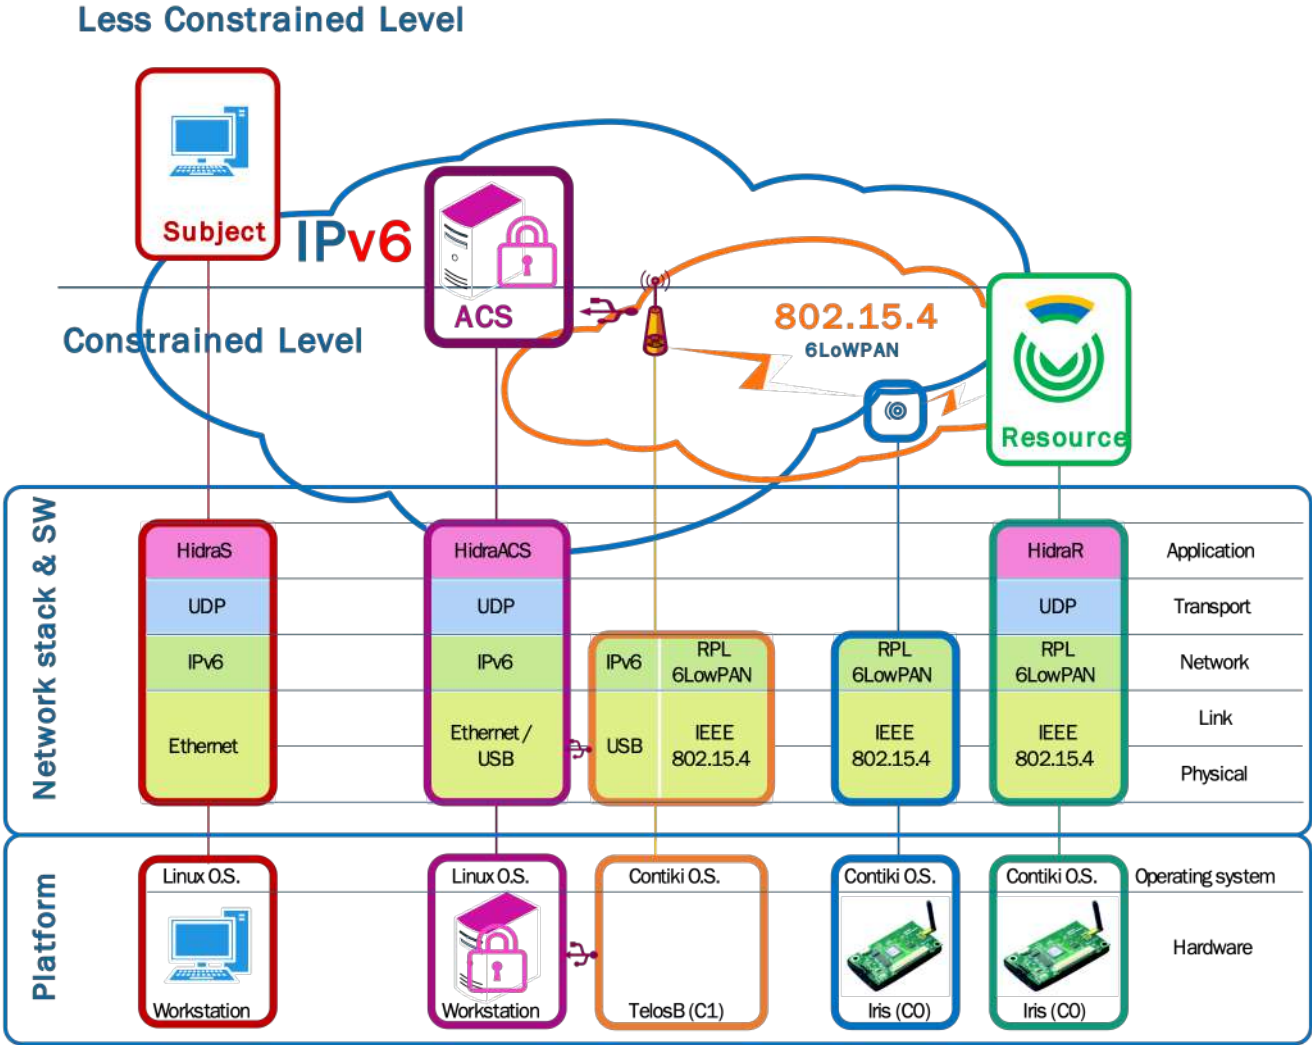 Less Constrained Level
Subject
IPv6
ACS
802.15.4
6LoWPAN
Constrained Level
Resource
Network stack & SW
HidraS
HidraACS
HidraR
Application
UDP
UDP
UDP
Transport
IPv6
IPv6
IPv6
RPL
6LowPAN
RPL
6LowPAN
RPL
6LowPAN
Network
Ethernet
Ethernet /
USB
USB
IEEE
802.15.4
IEEE
802.15.4
IEEE
802.15.4
Link
Physical
Platform
Linux O.S.
Linux O.S.
Contiki O.S.
Contiki O.S.
Contiki O.S.
Operating system
Hardware
Workstation
Workstation
TelosB (C1)
Iris (C0)
Iris (C0)